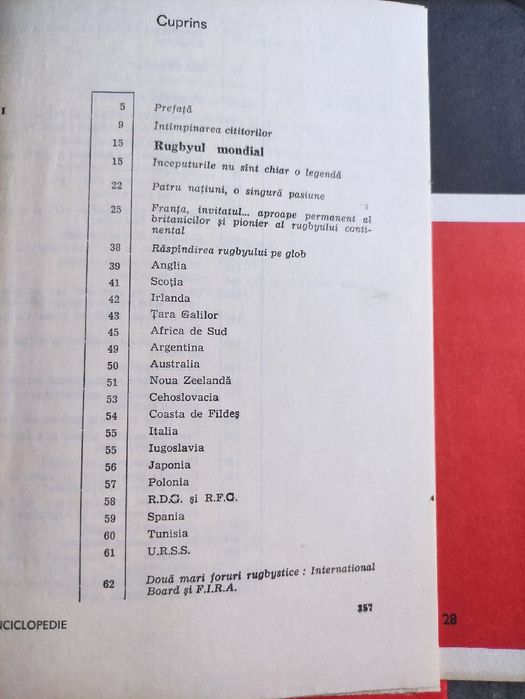 Cuprins
I
5 Prefață
9 Intîmpinarea cititorilor
15 Rugbyul mondial
15 Începuturile nu sînt chiar o legendă
22 Patru națiuni, o singură pasiune
25 Franța, invitatul... aproape permanent al
britanicilor și pionier al rugbyului conti-
nental
38 Răspîndirea rugbyului pe glob
39 Anglia
41 Scoția
42 Irlanda
43 Țara Galilor
45 Africa de Sud
49 Argentina
50 Australia
51 Noua Zeelandă
53 Cehoslovacia
54 Coasta de Fildeș
55 Italia
55 Iugoslavia
56 Japonia
57 Polonia
58 R.D.G. și R.F.G.
59 Spania
60 Tunisia
61 U.R.S.S.
62 Două mari foruri rugbystice : International
Board și F.I.R.A.
357
NCICLOPEDIE
28